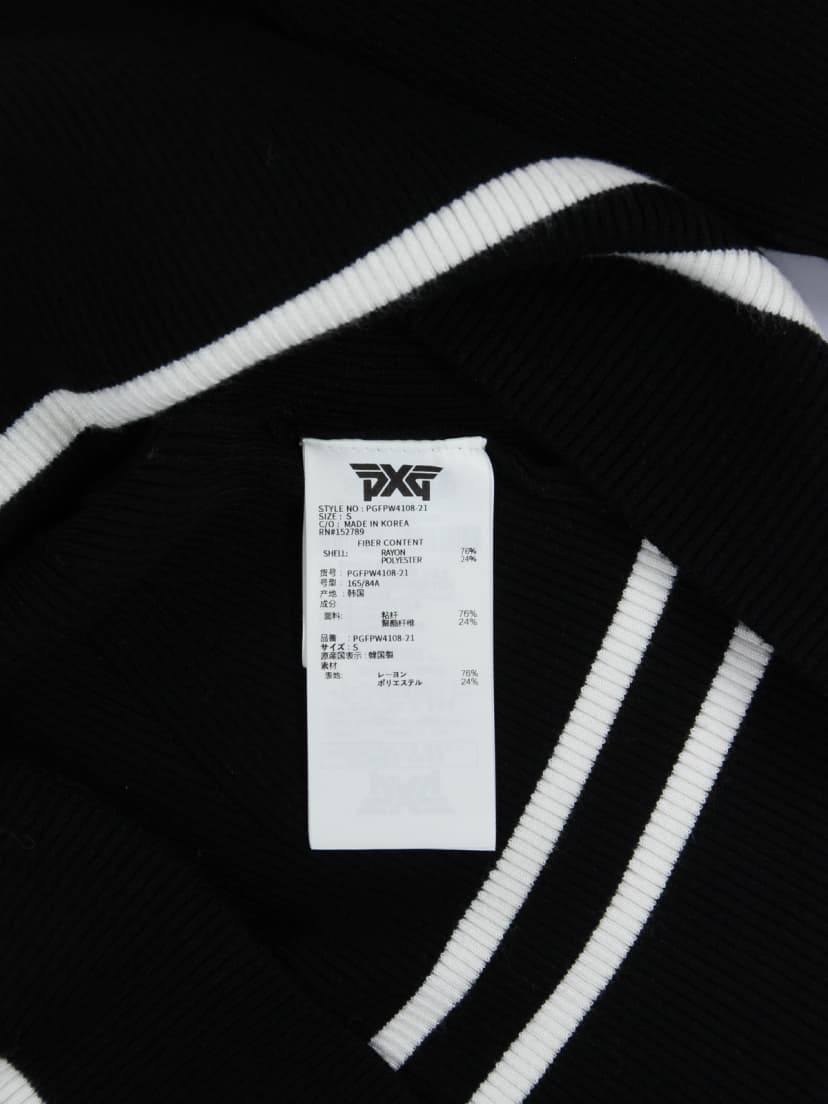 PXG
STYLE NO : PGFPW4108-21
SIZE : S
C/O : MADE IN KOREA
RN#152789
FIBER CONTENT
SHELL: RAYON 76%
POLYESTER 24%
货号 : PGFPW4108-21
号型 : 165/84A
产地 : 韩国
成分
面料: 粘纤 76%
聚酯纤维 24%
品番 : PGFPW4108-21
サイズ : S
原産国表示 : 韓国製
素材
表地: レーヨン 76%
ポリエステル 24%